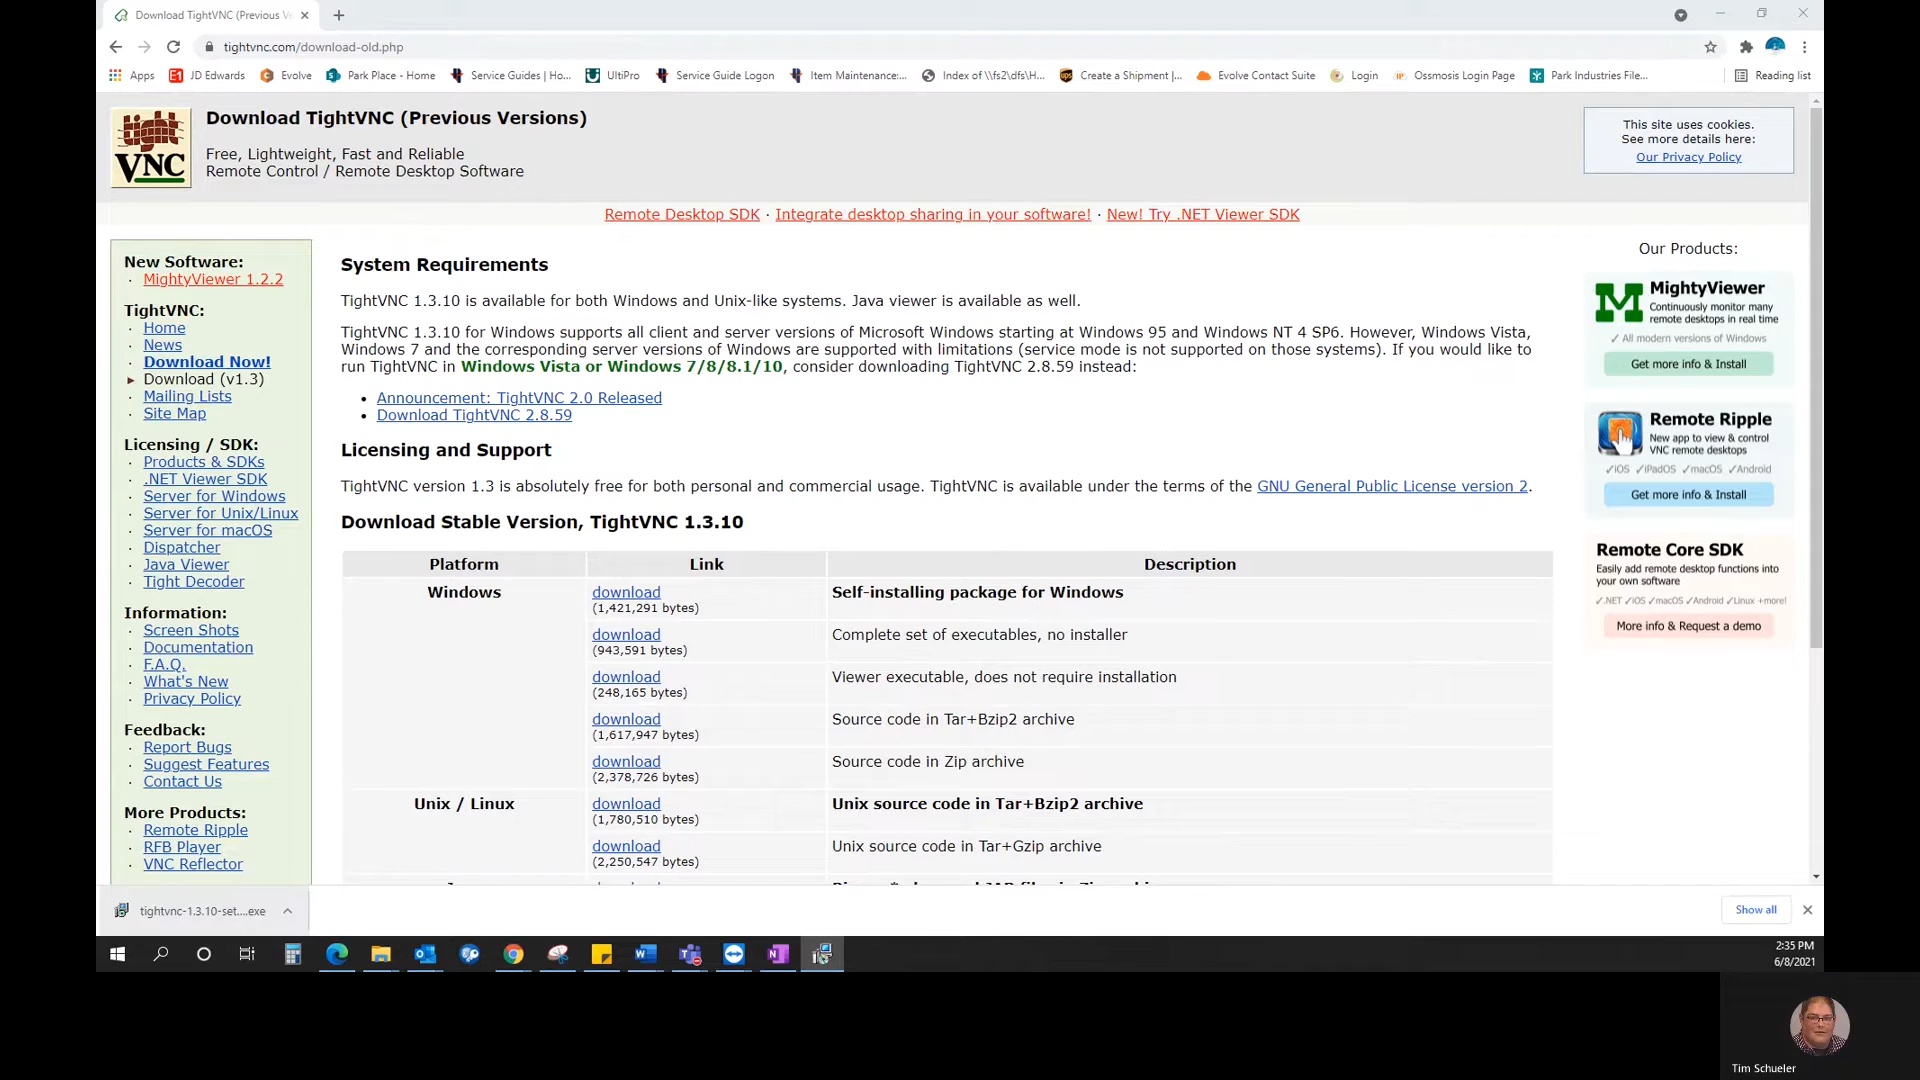 Download TightVNC (Previous V
tightvnc.com/download-old.php
Apps
JD Edwards
Evolve
Park Place - Home
Service Guides | Ho...
UltiPro
Service Guide Logon
Item Maintenance:...
Index of \\fs2\dfs\H...
Create a Shipment |...
Evolve Contact Suite
Login
Ossmosis Login Page
Park Industries File...
Reading list
tight
VNC
Download TightVNC (Previous Versions)
Free, Lightweight, Fast and Reliable
Remote Control / Remote Desktop Software
This site uses cookies.
See more details here:
Our Privacy Policy
Remote Desktop SDK · Integrate desktop sharing in your software! · New! Try .NET Viewer SDK
New Software:
· MightyViewer 1.2.2
TightVNC:
· Home
· News
· Download Now!
Download (v1.3)
· Mailing Lists
· Site Map
Licensing / SDK:
· Products & SDKs
· .NET Viewer SDK
· Server for Windows
· Server for Unix/Linux
· Server for macOS
· Dispatcher
· Java Viewer
· Tight Decoder
Information:
· Screen Shots
· Documentation
· F.A.Q.
· What's New
· Privacy Policy
Feedback:
· Report Bugs
· Suggest Features
· Contact Us
More Products:
· Remote Ripple
· RFB Player
· VNC Reflector
System Requirements
TightVNC 1.3.10 is available for both Windows and Unix-like systems. Java viewer is available as well.
TightVNC 1.3.10 for Windows supports all client and server versions of Microsoft Windows starting at Windows 95 and Windows NT 4 SP6. However, Windows Vista,
Windows 7 and the corresponding server versions of Windows are supported with limitations (service mode is not supported on those systems). If you would like to
run TightVNC in Windows Vista or Windows 7/8/8.1/10, consider downloading TightVNC 2.8.59 instead:
• Announcement: TightVNC 2.0 Released
• Download TightVNC 2.8.59
Licensing and Support
TightVNC version 1.3 is absolutely free for both personal and commercial usage. TightVNC is available under the terms of the GNU General Public License version 2.
Download Stable Version, TightVNC 1.3.10
Platform Link Description
Windows download Self-installing package for Windows
(1,421,291 bytes)
download Complete set of executables, no installer
(943,591 bytes)
download Viewer executable, does not require installation
(248,165 bytes)
download Source code in Tar+Bzip2 archive
(1,617,947 bytes)
download Source code in Zip archive
(2,378,726 bytes)
Unix / Linux download Unix source code in Tar+Bzip2 archive
(1,780,510 bytes)
download Unix source code in Tar+Gzip archive
(2,250,547 bytes)
Our Products:
MightyViewer
Continuously monitor many
remote desktops in real time
✓ All modern versions of Windows
Get more info & Install
Remote Ripple
New app to view & control
VNC remote desktops
✓iOS ✓iPadOS ✓macOS ✓Android
Get more info & Install
Remote Core SDK
Easily add remote desktop functions into
your own software
✓.NET ✓iOS ✓macOS ✓Android ✓Linux +more!
More info & Request a demo
tightvnc-1.3.10-set....exe
Show all
2:35 PM
6/8/2021
Tim Schueler